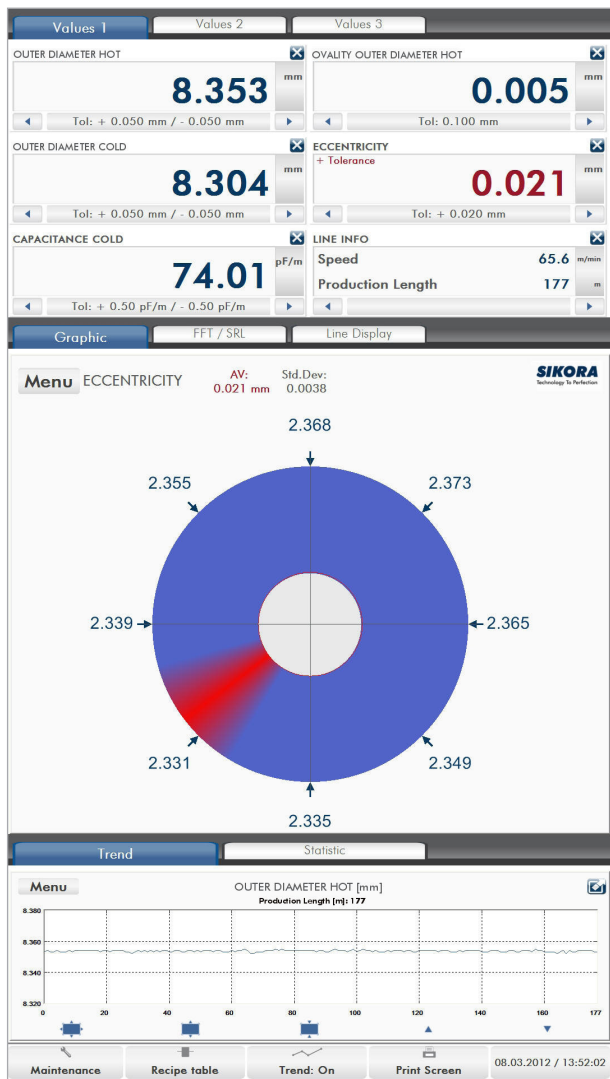 Values 1 Values 2 Values 3
OUTER DIAMETER HOT
8.353 mm
Tol: + 0.050 mm / - 0.050 mm
OVALITY OUTER DIAMETER HOT
0.005 mm
Tol: 0.100 mm
OUTER DIAMETER COLD
8.304 mm
Tol: + 0.050 mm / - 0.050 mm
ECCENTRICITY
+ Tolerance
0.021 mm
Tol: + 0.020 mm
CAPACITANCE COLD
74.01 pF/m
Tol: + 0.50 pF/m / - 0.50 pF/m
LINE INFO
Speed 65.6 m/min
Production Length 177 m
Graphic FFT / SRL Line Display
Menu ECCENTRICITY
AV: Std.Dev:
0.021 mm 0.0038
SIKORA
Technology To Perfection
2.368
2.355 2.373
2.339 2.365
2.331 2.349
2.335
Trend Statistic
Menu OUTER DIAMETER HOT [mm]
Production Length [m]: 177
8.380
8.360
8.340
8.320
0 20 40 60 80 100 120 140 160 177
Maintenance Recipe table Trend: On Print Screen 08.03.2012 / 13:52:02